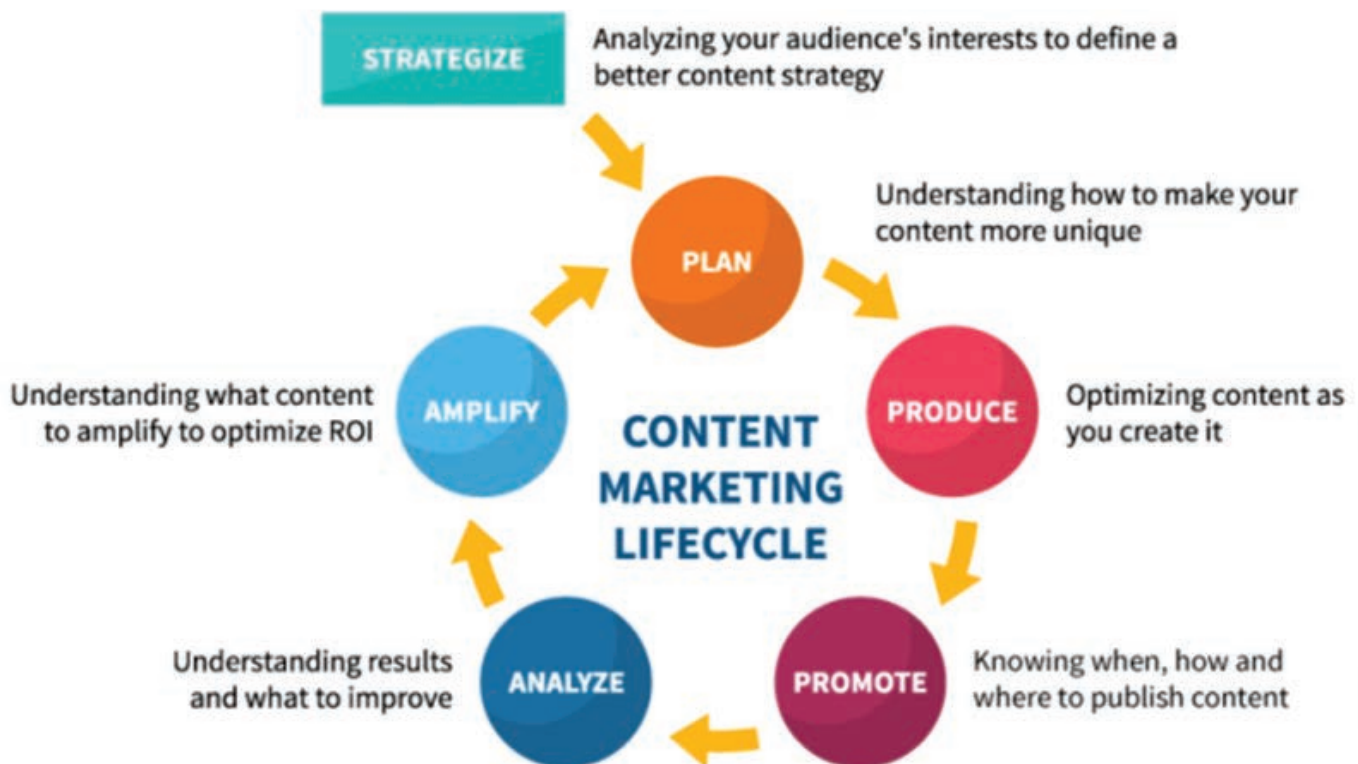 STRATEGIZE
Analyzing your audience's interests to define a
better content strategy
PLAN
Understanding how to make your
content more unique
PRODUCE
Optimizing content as
you create it
PROMOTE
Knowing when, how and
where to publish content
ANALYZE
Understanding results
and what to improve
AMPLIFY
Understanding what content
to amplify to optimize ROI
CONTENT
MARKETING
LIFECYCLE